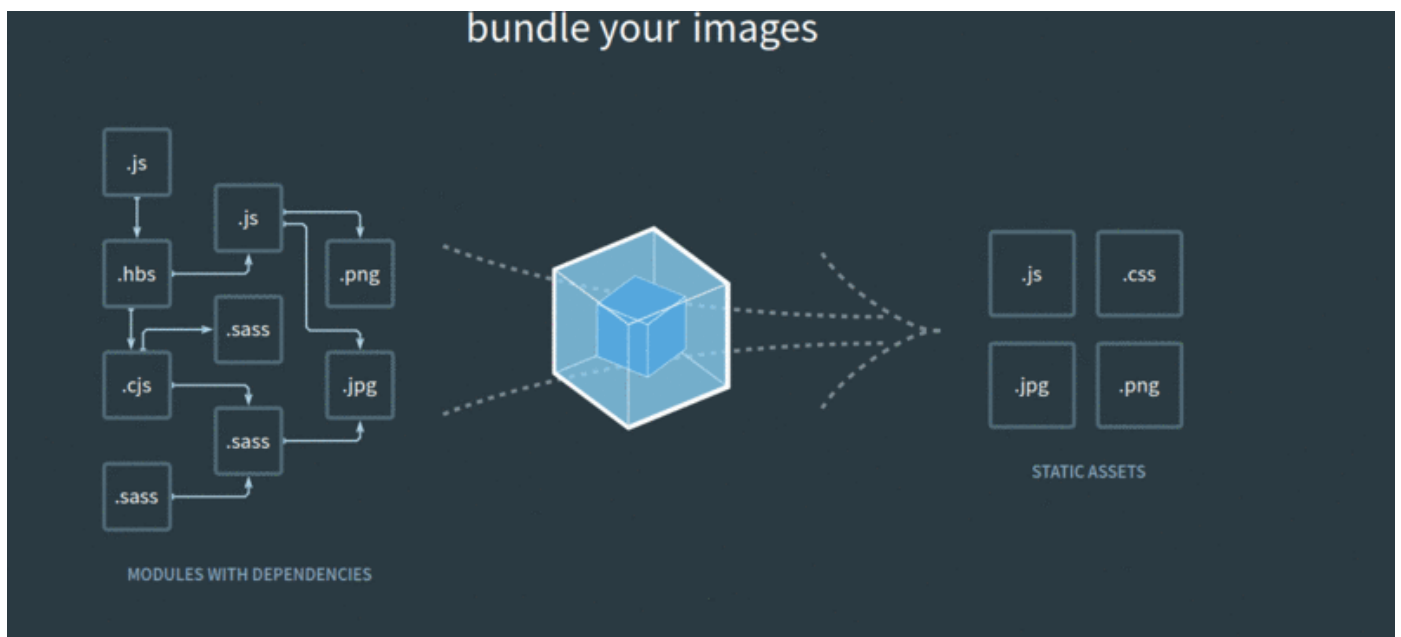 bundle your images
.js
.js
.hbs
.png
.sass
.cjs
.jpg
.sass
.sass
MODULES WITH DEPENDENCIES
.js
.css
.jpg
.png
STATIC ASSETS